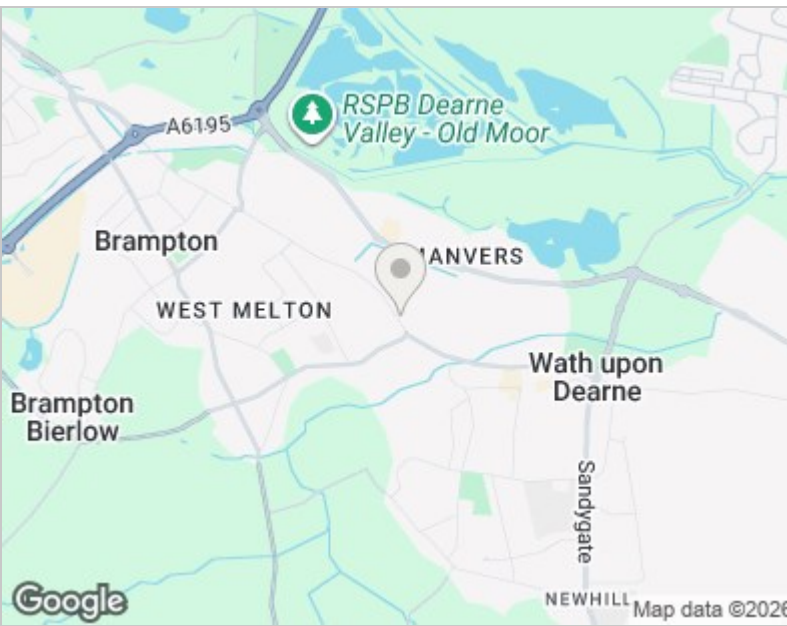 RSPB Dearne
Valley - Old Moor
A6195
Brampton
MANVERS
WEST MELTON
Wath upon
Dearne
Brampton
Bierlow
Sandygate
NEWHILL
Google
Map data ©2026